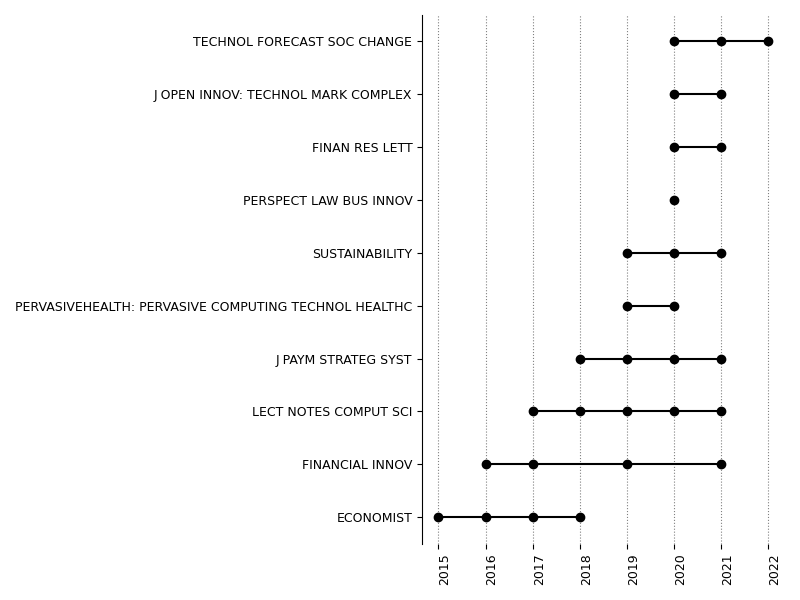 TECHNOL FORECAST SOC CHANGE
J OPEN INNOV: TECHNOL MARK COMPLEX
FINAN RES LETT
PERSPECT LAW BUS INNOV
SUSTAINABILITY
PERVASIVEHEALTH: PERVASIVE COMPUTING TECHNOL HEALTHC
J PAYM STRATEG SYST
LECT NOTES COMPUT SCI
FINANCIAL INNOV
ECONOMIST
2015
2016
2017
2018
2019
2020
2021
2022